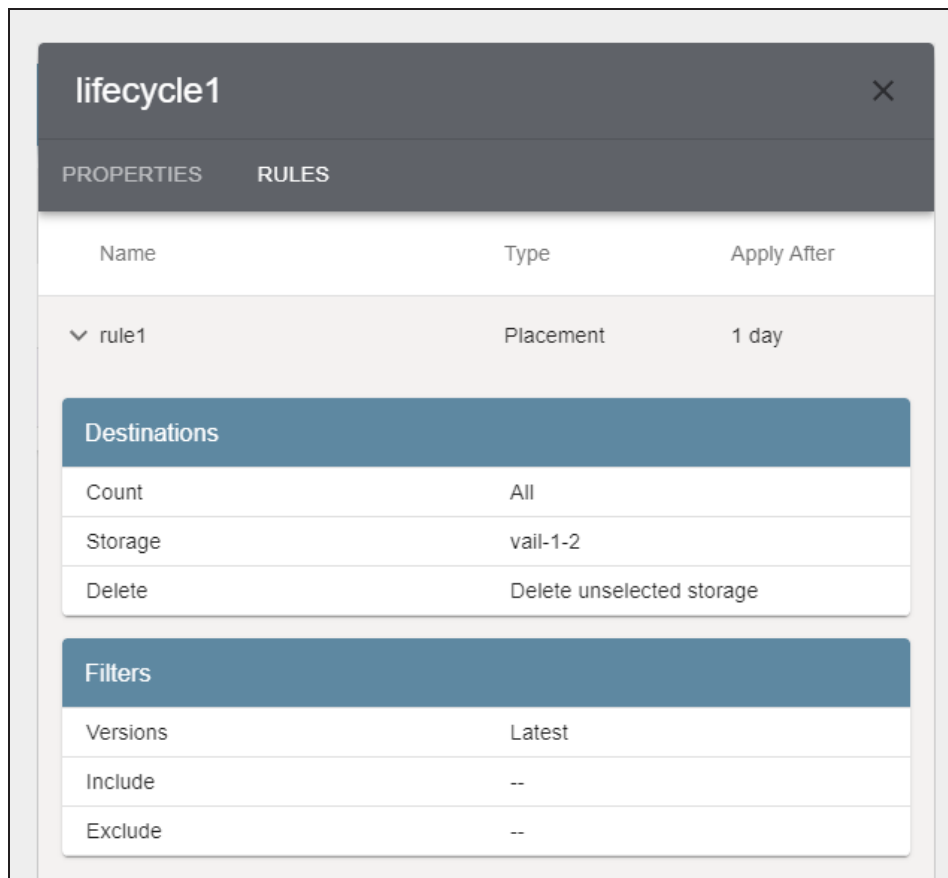 lifecycle1
PROPERTIES RULES
Name Type Apply After
rule1 Placement 1 day
Destinations
Count All
Storage vail-1-2
Delete Delete unselected storage
Filters
Versions Latest
Include --
Exclude --